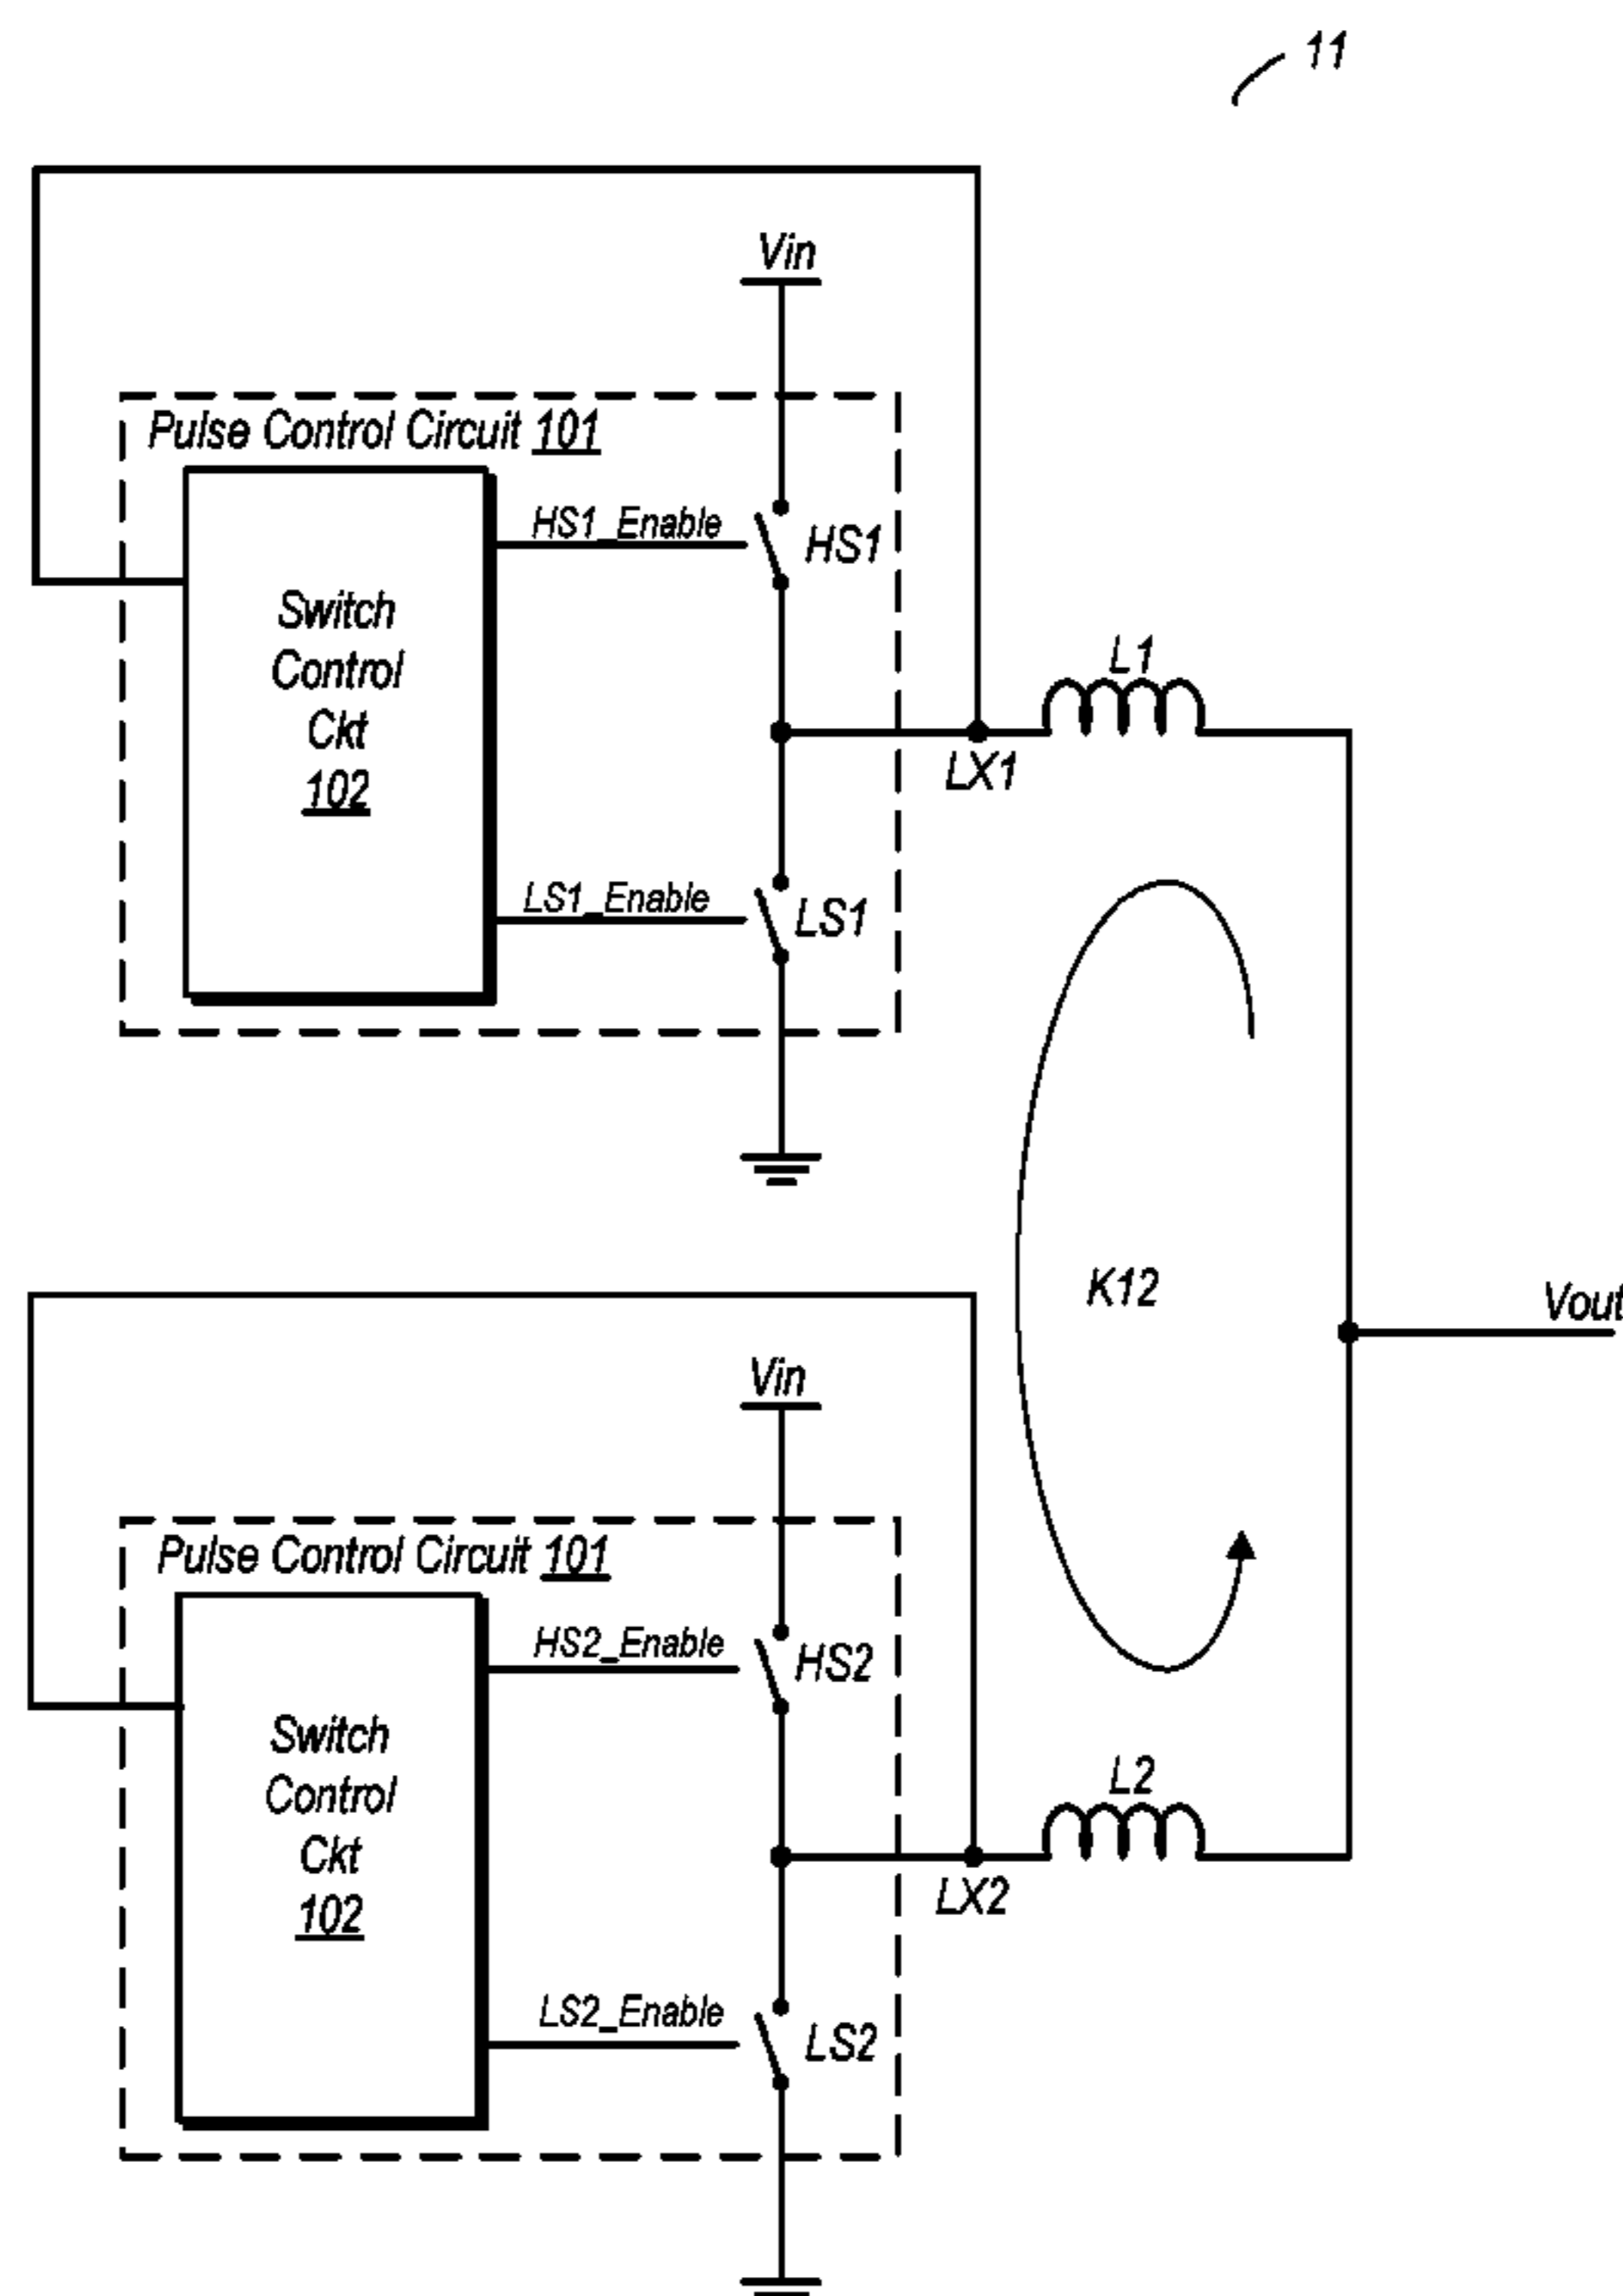 11
Vin
Pulse Control Circuit 101
HS1_Enable
HS1
Switch
Control
Ckt
102
L1
LX1
LS1_Enable
LS1
K12
Vout
Vin
Pulse Control Circuit 101
HS2_Enable
HS2
Switch
Control
Ckt
102
L2
LX2
LS2_Enable
LS2